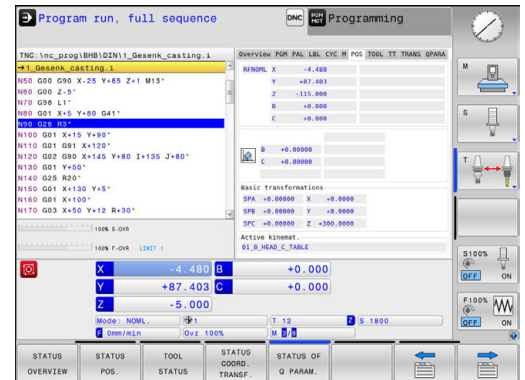 Program run, full sequence
DNC PGM MGT Programming
TNC:\nc_prog\BHB\DIN\1_Gesenk_casting.i
→1_Gesenk_casting.i
N50 G00 G90 X-25 Y+65 Z+1 M13*
N60 G00 Z-5*
N70 G98 L1*
N80 G01 X+5 Y+80 G41*
N90 G26 R3*
N100 G01 X+15 Y+90*
N110 G01 G91 X+120*
N120 G02 G90 X+145 Y+80 I+135 J+80*
N130 G01 Y+50*
N140 G25 R20*
N150 G01 X+130 Y+5*
N160 G01 X+100*
N170 G03 X+50 Y+12 R+30*
100% S-OVR
100% F-OVR LIMIT 1
Overview PGM PAL LBL CYC M POS TOOL TT TRANS QPARA
RFNOML X -4.480
Y +87.403
Z -115.000
B +0.000
C +0.000
B +0.00000
C +0.00000
Basic transformations
SPA +0.00000 X +0.0000
SPB +0.00000 Y +0.0000
SPC +0.00000 Z +300.0000
Active kinemat.
01_B_HEAD_C_TABLE
X -4.480 B +0.000
Y +87.403 C +0.000
Z -5.000
Mode: NOML. 1 T 12 Z S 1800
F 0mm/min Ovr 100% M
M
S
T
S100%
OFF ON
F100%
OFF ON
STATUS OVERVIEW
STATUS POS.
TOOL STATUS
STATUS COORD. TRANSF.
STATUS OF Q PARAM.